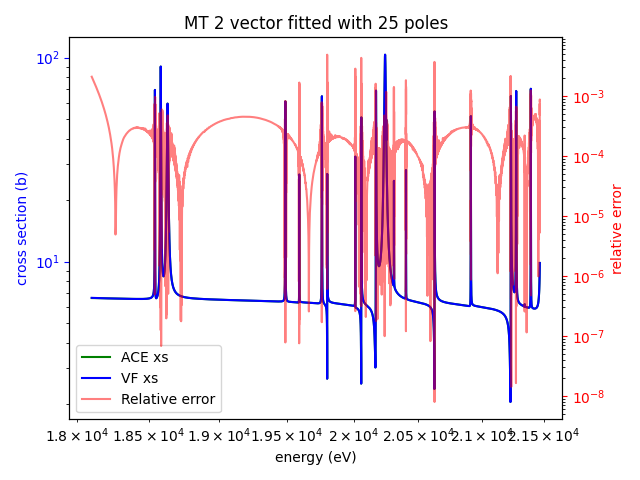 MT 2 vector fitted with 25 poles
10²
10¹
cross section (b)
10⁻³
10⁻⁴
10⁻⁵
10⁻⁶
10⁻⁷
10⁻⁸
relative error
ACE xs
VF xs
Relative error
1.8 × 10⁴ 1.85 × 10⁴ 1.9 × 10⁴ 1.95 × 10⁴ 2 × 10⁴ 2.05 × 10⁴ 2.1 × 10⁴ 2.15 × 10⁴
energy (eV)